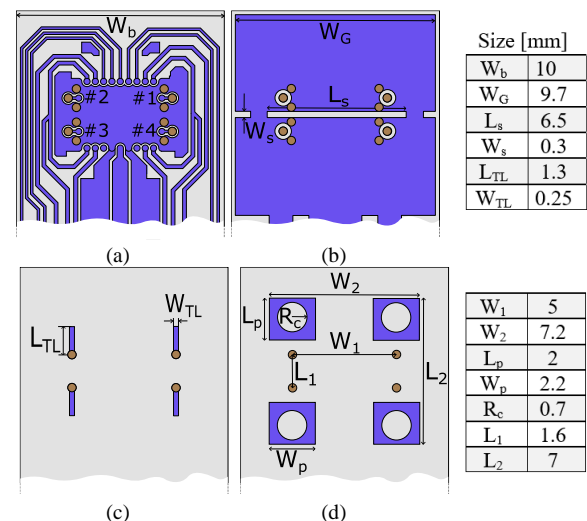 W_b
#2
#1
#3
#4
(a)
W_G
L_s
W_s
(b)
Size [mm]
W_b 10
W_G 9.7
L_s 6.5
W_s 0.3
L_TL 1.3
W_TL 0.25
W_TL
L_TL
(c)
W_2
L_p
R_c
W_1
L_1
L_2
W_p
(d)
W_1 5
W_2 7.2
L_p 2
W_p 2.2
R_c 0.7
L_1 1.6
L_2 7